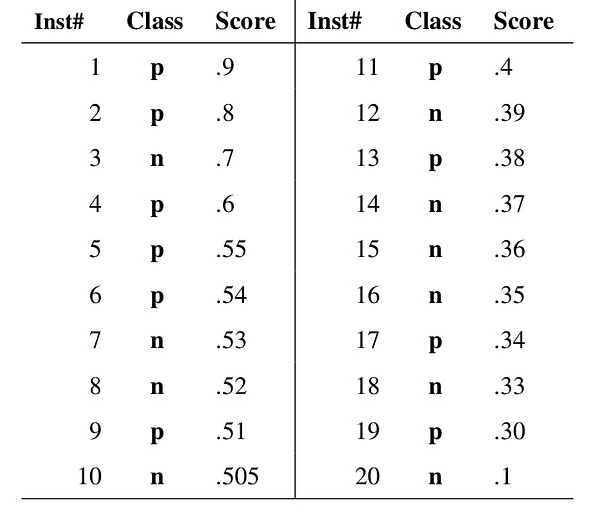 Inst# Class Score Inst# Class Score
1 p .9 11 p .4
2 p .8 12 n .39
3 n .7 13 p .38
4 p .6 14 n .37
5 p .55 15 n .36
6 p .54 16 n .35
7 n .53 17 p .34
8 n .52 18 n .33
9 p .51 19 p .30
10 n .505 20 n .1